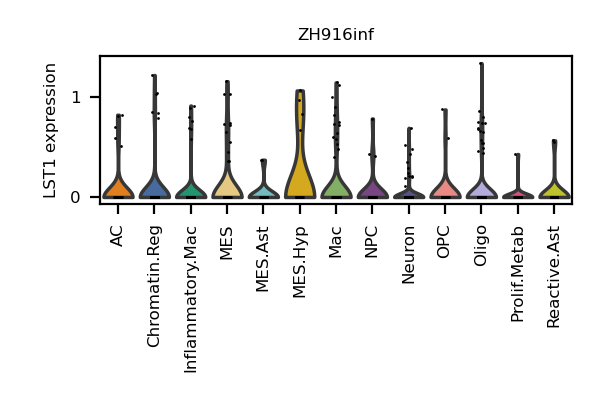 ZH916inf
LST1 expression
1
0
AC
Chromatin.Reg
Inflammatory.Mac
MES
MES.Ast
MES.Hyp
Mac
NPC
Neuron
OPC
Oligo
Prolif.Metab
Reactive.Ast